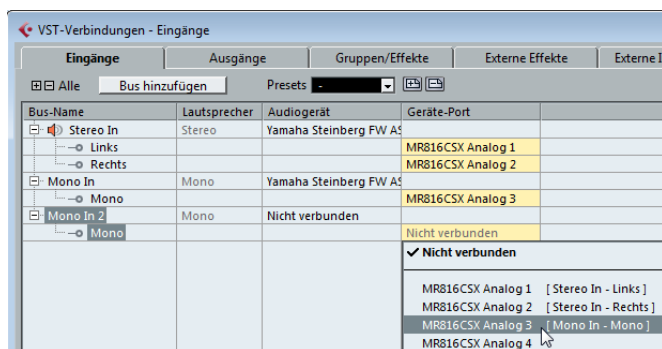 VST-Verbindungen - Eingänge
Eingänge Ausgänge Gruppen/Effekte Externe Effekte Externe
Alle Bus hinzufügen Presets -
Bus-Name Lautsprecher Audiogerät Geräte-Port
Stereo In Stereo Yamaha Steinberg FW AS
Links MR816CSX Analog 1
Rechts MR816CSX Analog 2
Mono In Mono Yamaha Steinberg FW AS
Mono MR816CSX Analog 3
Mono In 2 Mono Nicht verbunden
Mono Nicht verbunden
✓ Nicht verbunden
MR816CSX Analog 1 [ Stereo In - Links ]
MR816CSX Analog 2 [ Stereo In - Rechts ]
MR816CSX Analog 3 [ Mono In - Mono ]
MR816CSX Analog 4